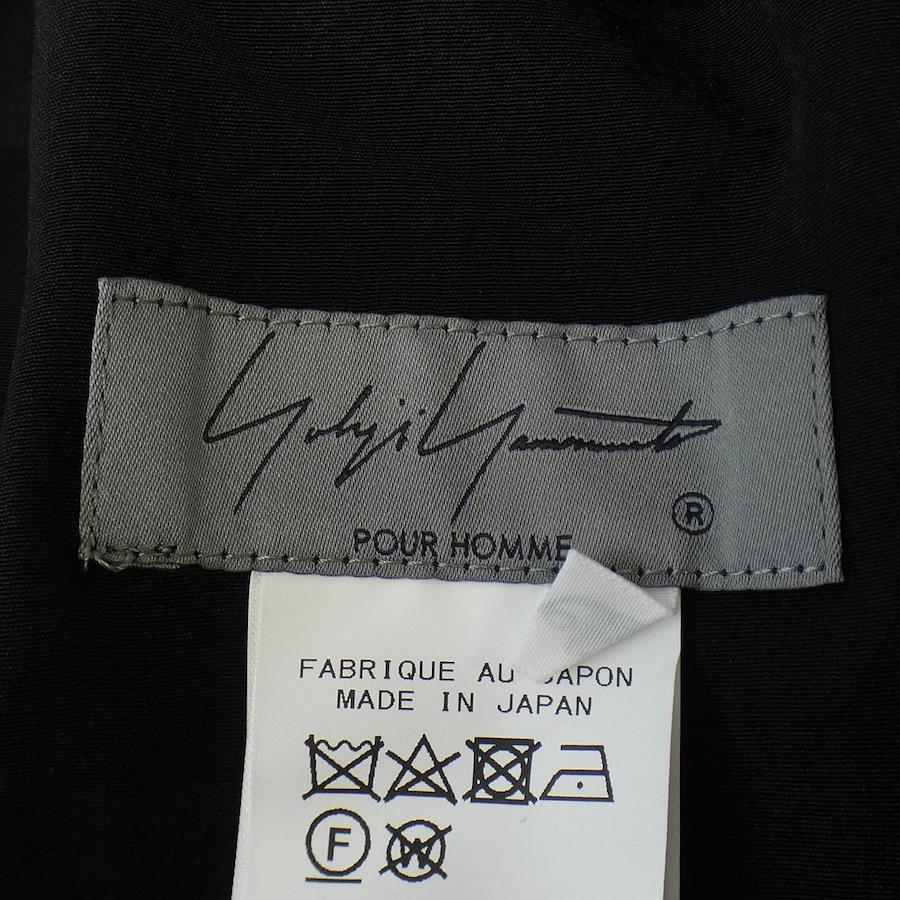 Yohji Yamamoto
®
POUR HOMME
FABRIQUE AU JAPON
MADE IN JAPAN
F
W